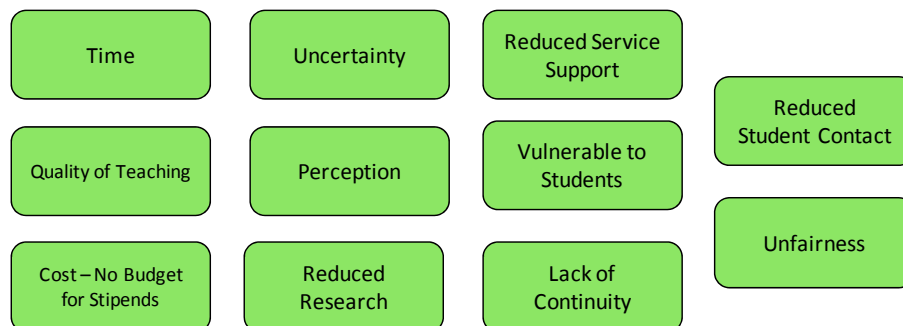 Time
Uncertainty
Reduced Service
Support
Reduced
Student Contact
Quality of Teaching
Perception
Vulnerable to
Students
Unfairness
Cost – No Budget
for Stipends
Reduced
Research
Lack of
Continuity